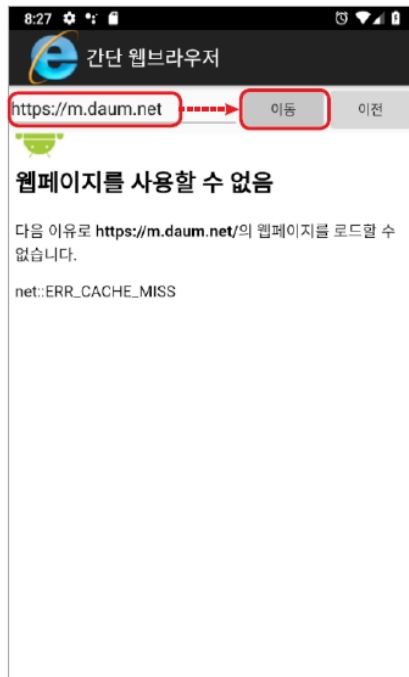 8:27
간단 웹브라우저
https://m.daum.net 이동 이전
웹페이지를 사용할 수 없음
다음 이유로 https://m.daum.net/의 웹페이지를 로드할 수
없습니다.
net::ERR_CACHE_MISS